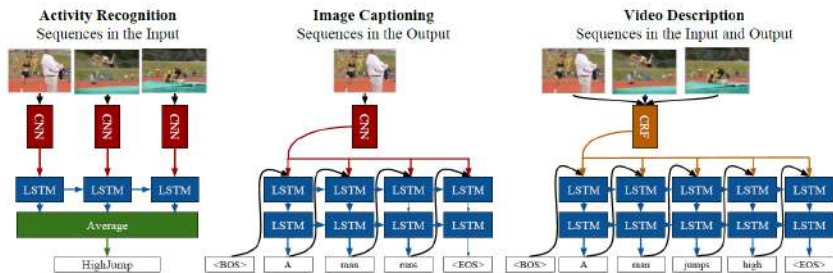 Activity Recognition
Sequences in the Input
CNN
CNN
CNN
LSTM
LSTM
LSTM
Average
HighJump
Image Captioning
Sequences in the Output
CNN
LSTM
LSTM
LSTM
LSTM
LSTM
LSTM
LSTM
LSTM
<BOS>
A
man
runs
<EOS>
Video Description
Sequences in the Input and Output
CRF
LSTM
LSTM
LSTM
LSTM
LSTM
LSTM
LSTM
LSTM
LSTM
LSTM
<BOS>
A
man
jumps
high
<EOS>